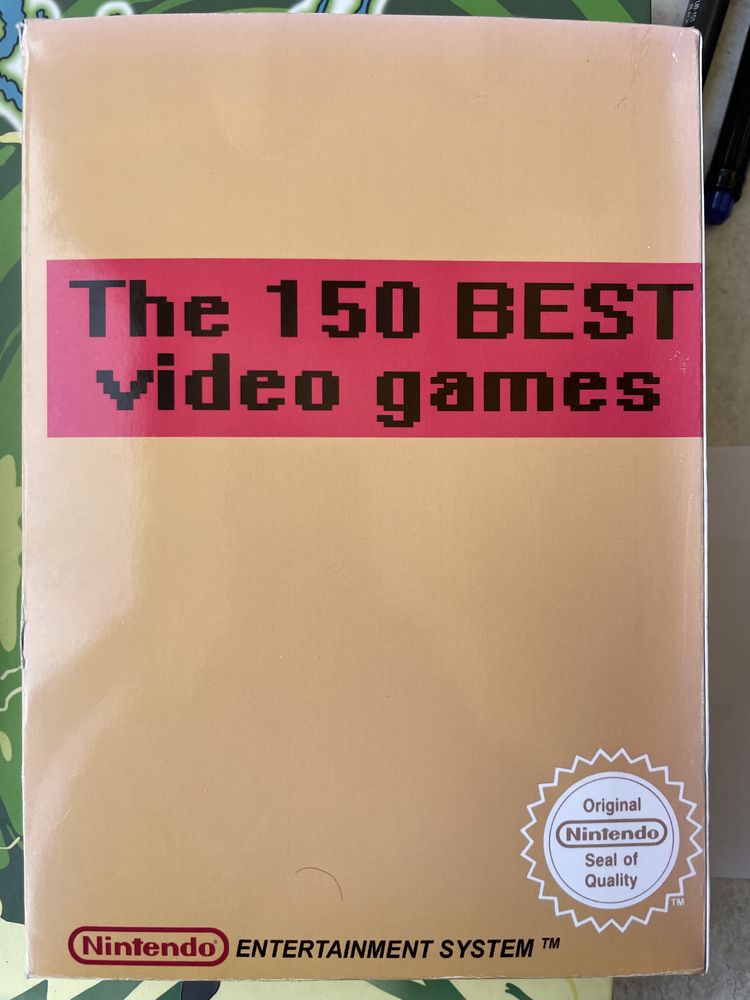 The 150 BEST
video games
Original
Nintendo
Seal of
Quality
TM
Nintendo® ENTERTAINMENT SYSTEM ™